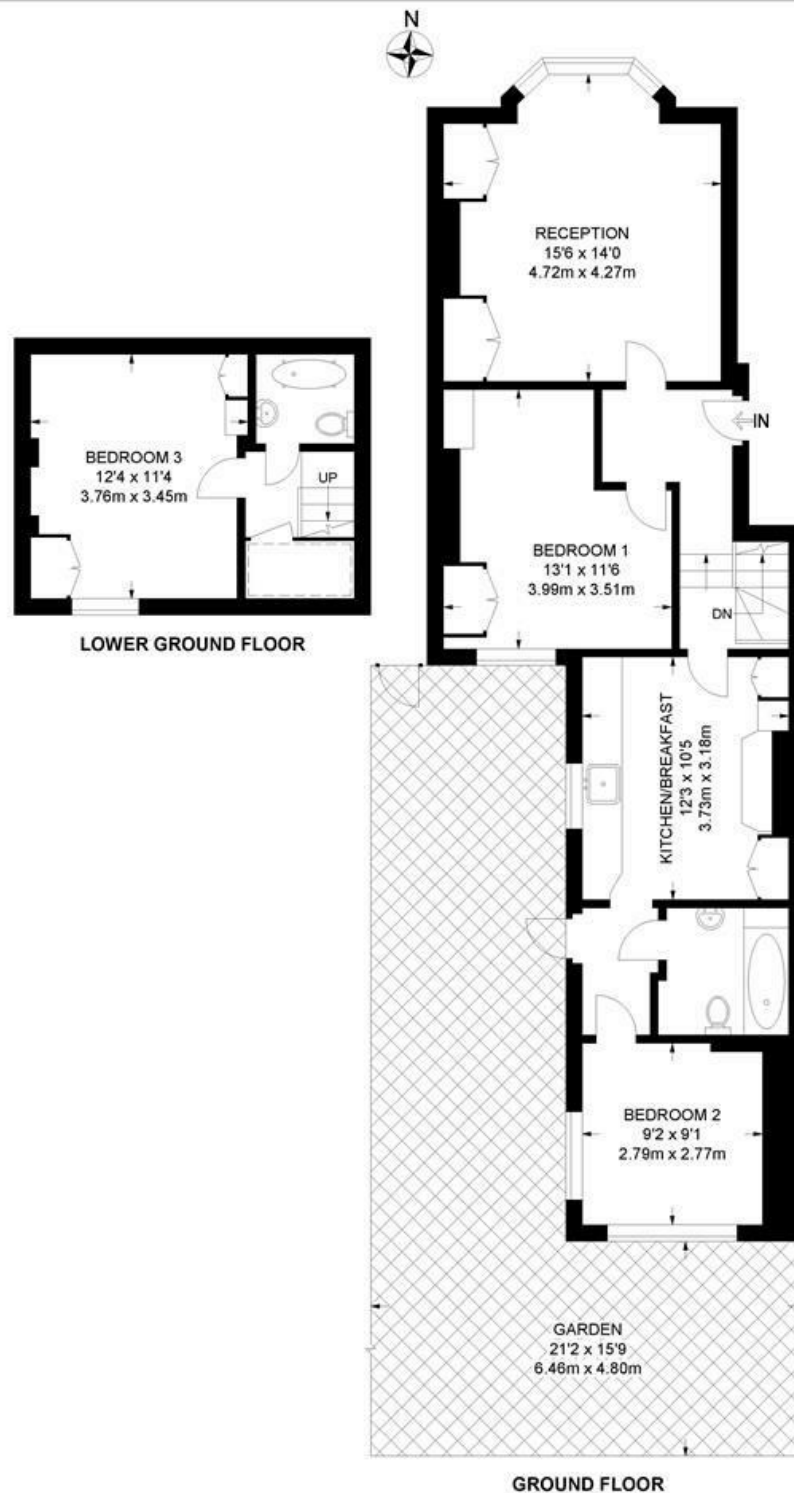 N
RECEPTION
15'6 x 14'0
4.72m x 4.27m
IN
BEDROOM 3
12'4 x 11'4
3.76m x 3.45m
UP
LOWER GROUND FLOOR
BEDROOM 1
13'1 x 11'6
3.99m x 3.51m
DN
KITCHEN/BREAKFAST
12'3 x 10'5
3.73m x 3.18m
BEDROOM 2
9'2 x 9'1
2.79m x 2.77m
GARDEN
21'2 x 15'9
6.46m x 4.80m
GROUND FLOOR